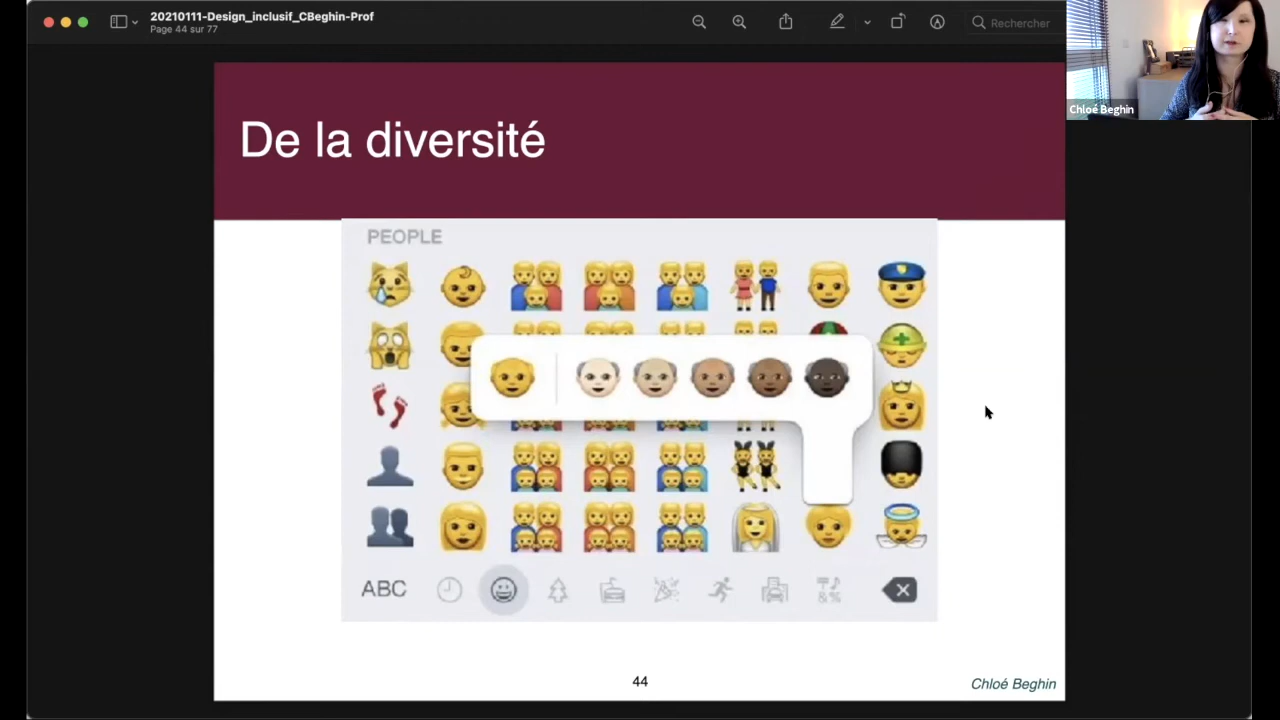 20210111-Design_inclusif_CBeghin-Prof
Page 44 sur 77
Rechercher
Chloé Beghin
De la diversité
PEOPLE
ABC
&%
44
Chloé Beghin